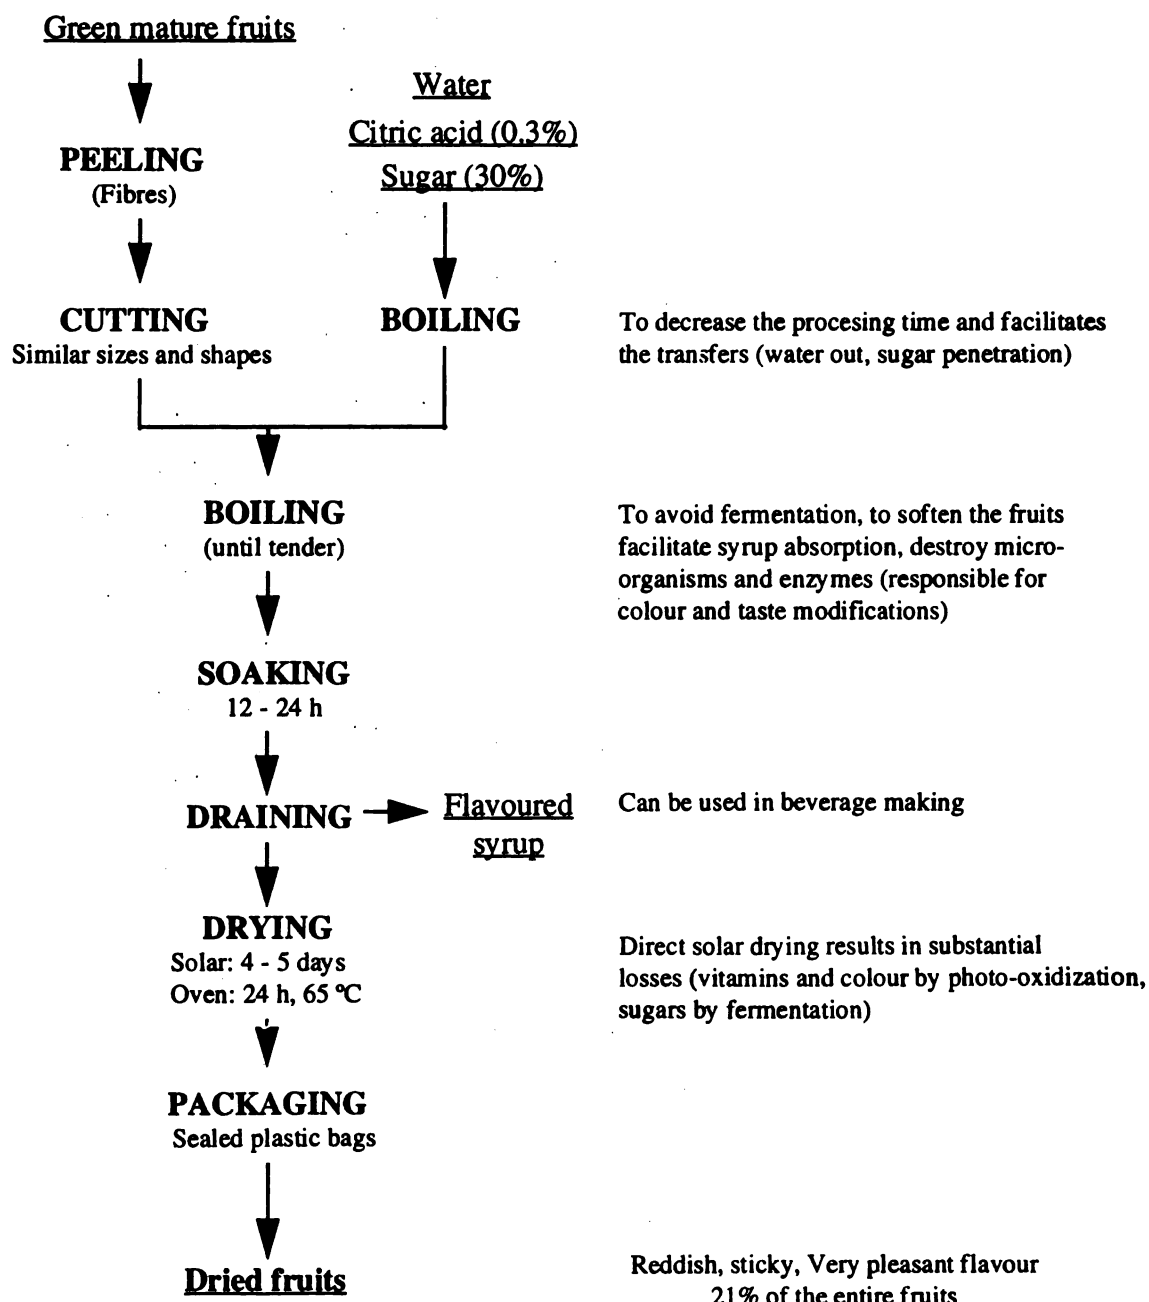 Green mature fruits
Water
Citric acid (0.3%)
Sugar (30%)
PEELING
(Fibres)
CUTTING
Similar sizes and shapes
BOILING
To decrease the procesing time and facilitates
the transfers (water out, sugar penetration)
BOILING
(until tender)
To avoid fermentation, to soften the fruits
facilitate syrup absorption, destroy micro-
organisms and enzymes (responsible for
colour and taste modifications)
SOAKING
12 - 24 h
DRAINING
Flavoured
syrup
Can be used in beverage making
DRYING
Solar: 4 - 5 days
Oven: 24 h, 65 ºC
Direct solar drying results in substantial
losses (vitamins and colour by photo-oxidization,
sugars by fermentation)
PACKAGING
Sealed plastic bags
Dried fruits
Reddish, sticky, Very pleasant flavour
21% of the entire fruits